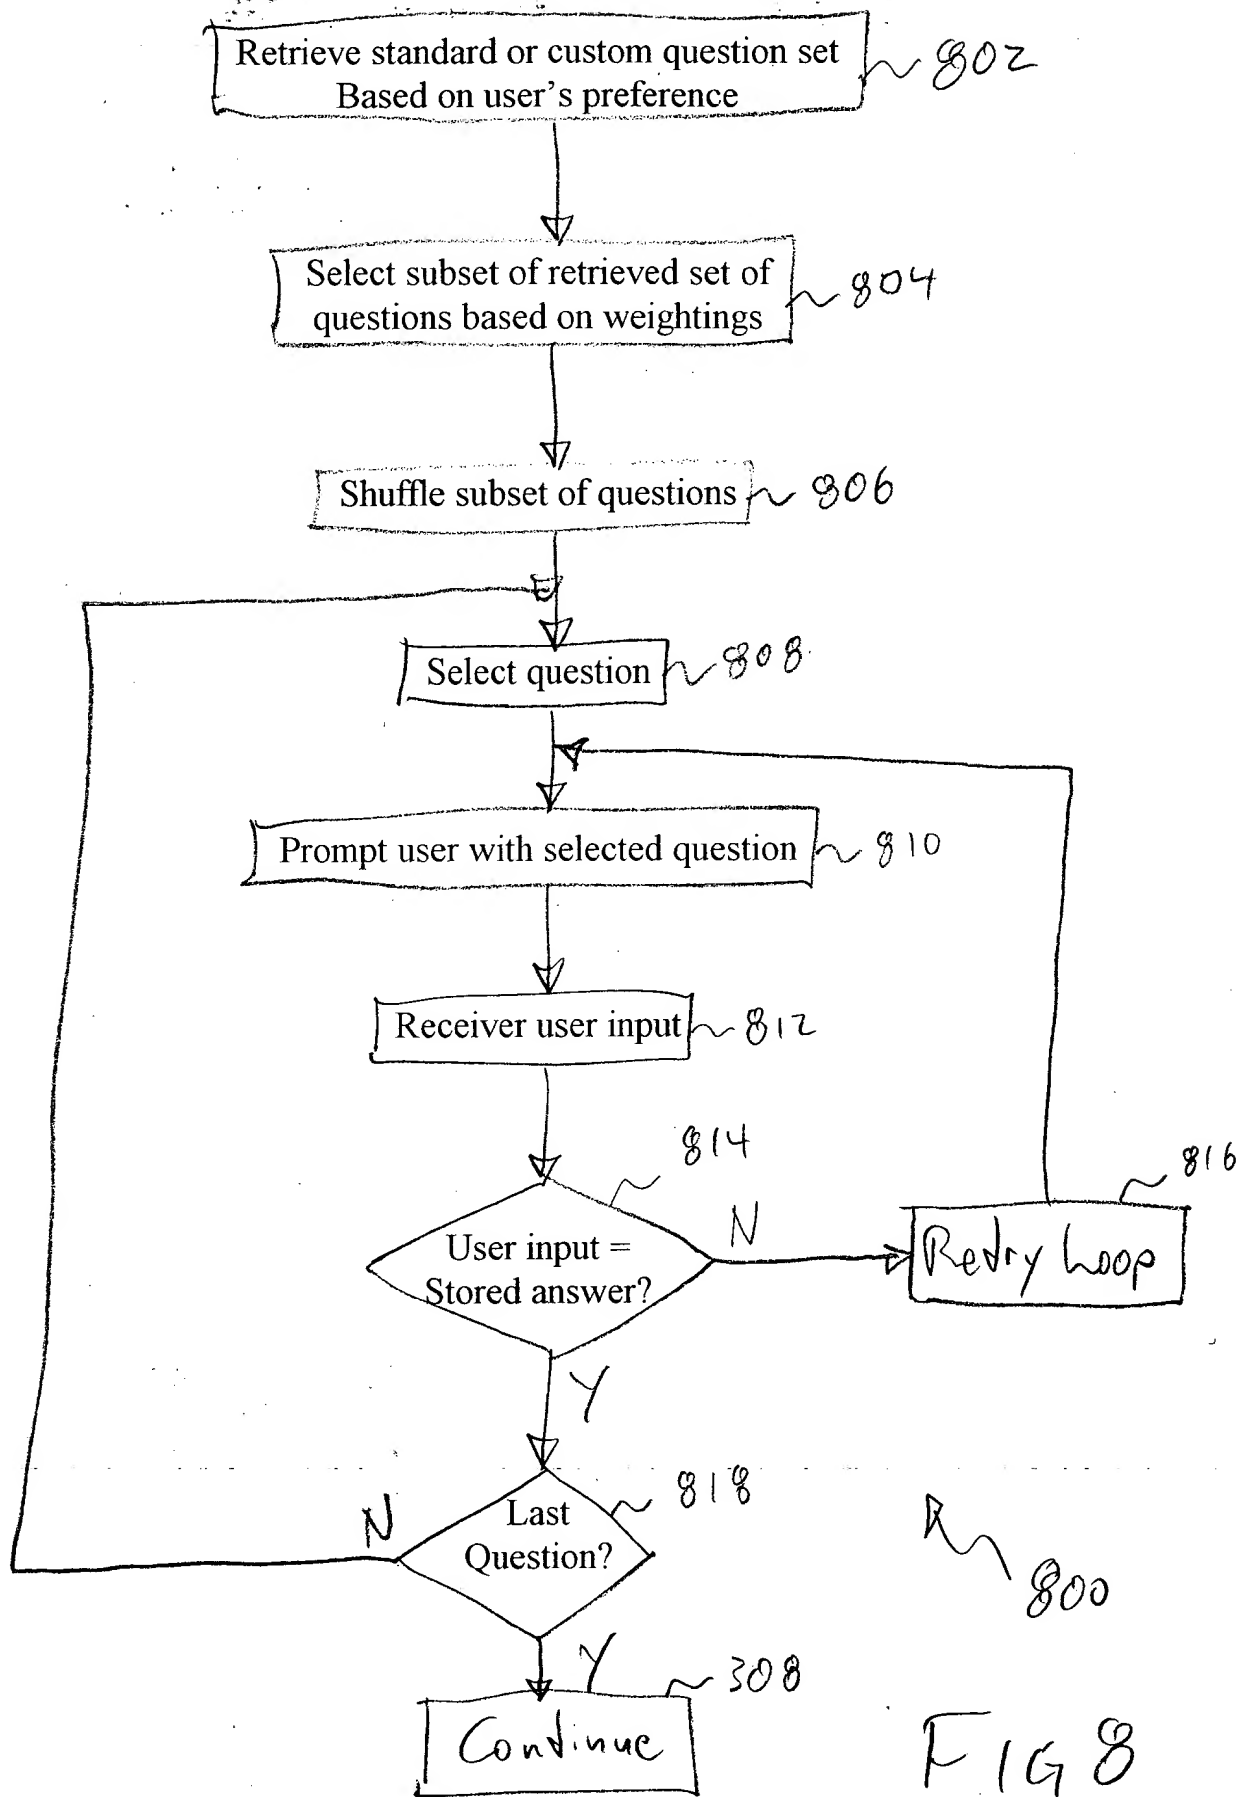 Retrieve standard or custom question set
Based on user's preference
802
Select subset of retrieved set of
questions based on weightings
804
Shuffle subset of questions
806
Select question
808
Prompt user with selected question
810
Receiver user input
812
814
816
User input =
Stored answer?
N
Retry Loop
Y
818
N
Last
Question?
800
Y
308
Continue
FIG 8